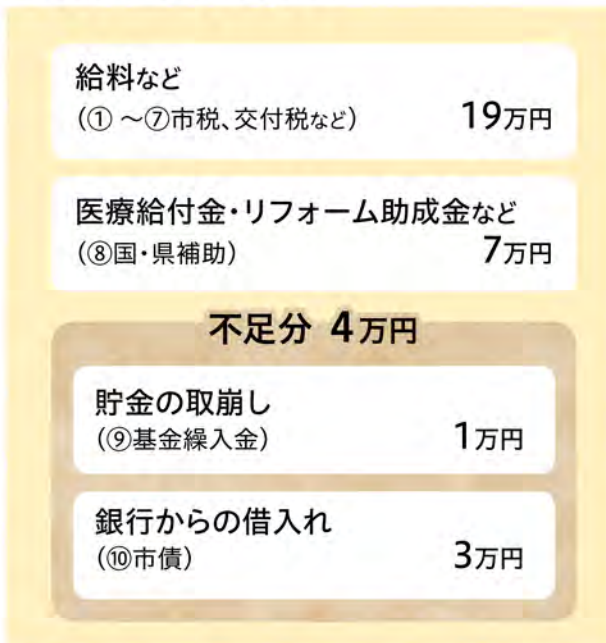 給料など
(①～⑦市税、交付税など) 19万円
医療給付金・リフォーム助成金など
(⑧国・県補助) 7万円
不足分 4万円
貯金の取崩し
(⑨基金繰入金) 1万円
銀行からの借入れ
(⑩市債) 3万円